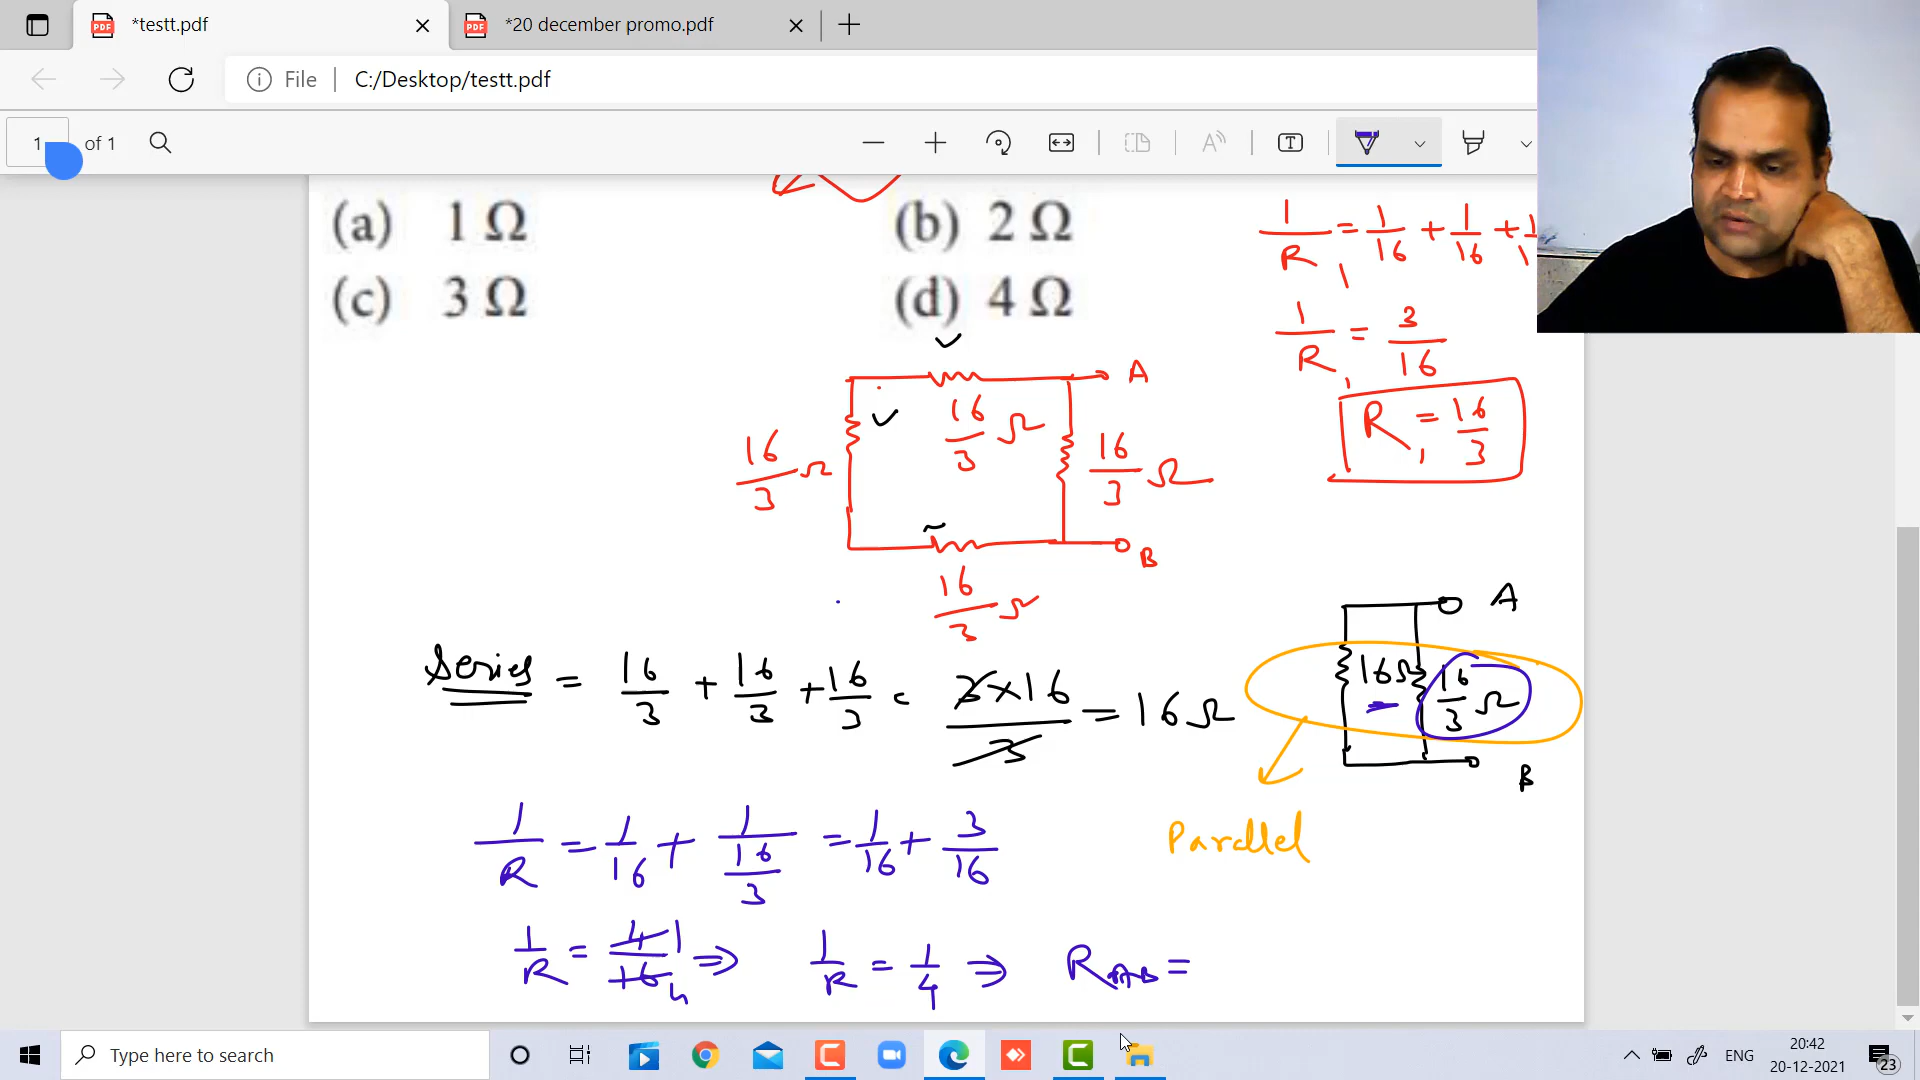 *testt.pdf
*20 december promo.pdf
File
C:/Desktop/testt.pdf
1 of 1
(a) 1 Ω
(b) 2 Ω
(c) 3 Ω
(d) 4 Ω
1/R₁ = 1/16 + 1/16 +
1/R₁ = 3/16
R₁ = 16/3
A
16/3 Ω
16/3 Ω
16/3 Ω
B
16/3 Ω
Series = 16/3 + 16/3 + 16/3 = 3×16/3 = 16Ω
A
16Ω
16/3 Ω
B
Parallel
1/R = 1/16 + 1/(16/3) = 1/16 + 3/16
1/R = 4/16 1/4 ⇒ 1/R = 1/4 ⇒ R_AB =
Type here to search
ENG
20:42
20-12-2021
23